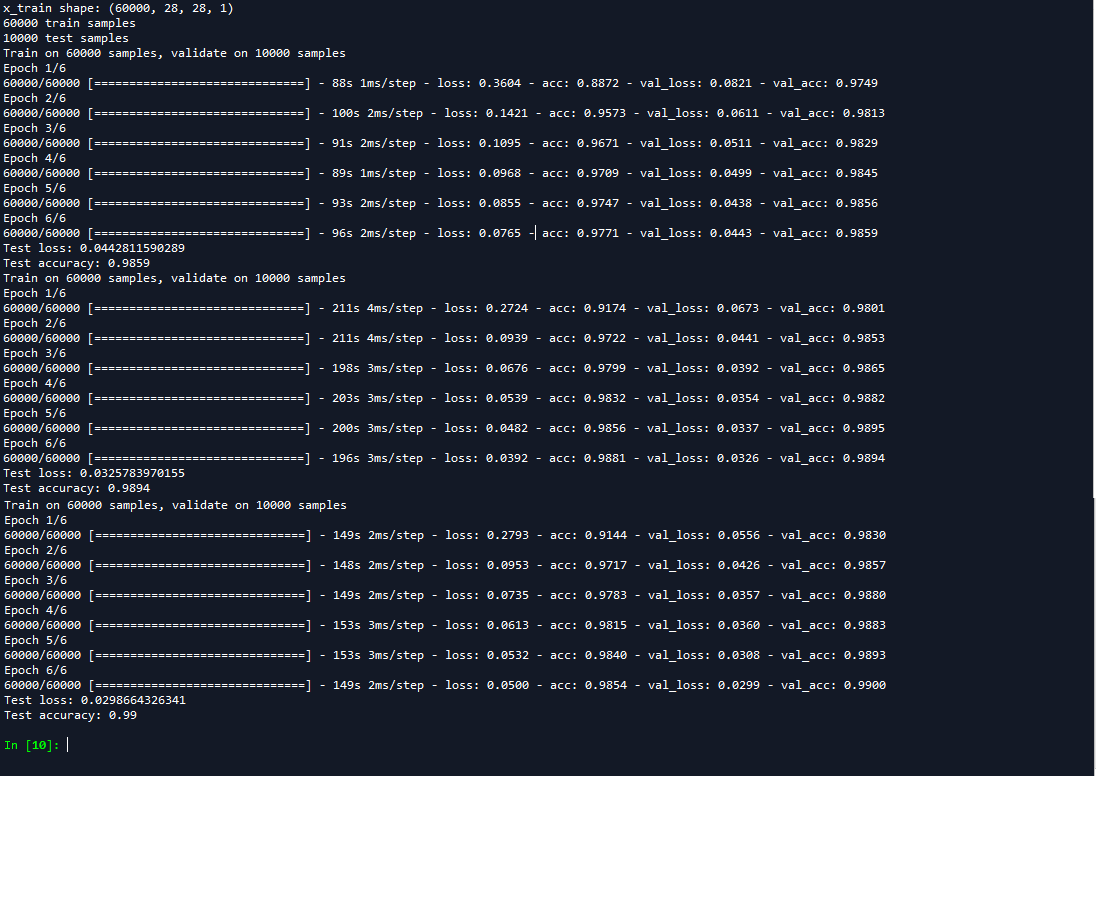 x_train shape: (60000, 28, 28, 1)
60000 train samples
10000 test samples
Train on 60000 samples, validate on 10000 samples
Epoch 1/6
60000/60000 [==============================] - 88s 1ms/step - loss: 0.3604 - acc: 0.8872 - val_loss: 0.0821 - val_acc: 0.9749
Epoch 2/6
60000/60000 [==============================] - 100s 2ms/step - loss: 0.1421 - acc: 0.9573 - val_loss: 0.0611 - val_acc: 0.9813
Epoch 3/6
60000/60000 [==============================] - 91s 2ms/step - loss: 0.1095 - acc: 0.9671 - val_loss: 0.0511 - val_acc: 0.9829
Epoch 4/6
60000/60000 [==============================] - 89s 1ms/step - loss: 0.0968 - acc: 0.9709 - val_loss: 0.0499 - val_acc: 0.9845
Epoch 5/6
60000/60000 [==============================] - 93s 2ms/step - loss: 0.0855 - acc: 0.9747 - val_loss: 0.0438 - val_acc: 0.9856
Epoch 6/6
60000/60000 [==============================] - 96s 2ms/step - loss: 0.0765 - acc: 0.9771 - val_loss: 0.0443 - val_acc: 0.9859
Test loss: 0.0442811590289
Test accuracy: 0.9859
Train on 60000 samples, validate on 10000 samples
Epoch 1/6
60000/60000 [==============================] - 211s 4ms/step - loss: 0.2724 - acc: 0.9174 - val_loss: 0.0673 - val_acc: 0.9801
Epoch 2/6
60000/60000 [==============================] - 211s 4ms/step - loss: 0.0939 - acc: 0.9722 - val_loss: 0.0441 - val_acc: 0.9853
Epoch 3/6
60000/60000 [==============================] - 198s 3ms/step - loss: 0.0676 - acc: 0.9799 - val_loss: 0.0392 - val_acc: 0.9865
Epoch 4/6
60000/60000 [==============================] - 203s 3ms/step - loss: 0.0539 - acc: 0.9832 - val_loss: 0.0354 - val_acc: 0.9882
Epoch 5/6
60000/60000 [==============================] - 200s 3ms/step - loss: 0.0482 - acc: 0.9856 - val_loss: 0.0337 - val_acc: 0.9895
Epoch 6/6
60000/60000 [==============================] - 196s 3ms/step - loss: 0.0392 - acc: 0.9881 - val_loss: 0.0326 - val_acc: 0.9894
Test loss: 0.0325783970155
Test accuracy: 0.9894
Train on 60000 samples, validate on 10000 samples
Epoch 1/6
60000/60000 [==============================] - 149s 2ms/step - loss: 0.2793 - acc: 0.9144 - val_loss: 0.0556 - val_acc: 0.9830
Epoch 2/6
60000/60000 [==============================] - 148s 2ms/step - loss: 0.0953 - acc: 0.9717 - val_loss: 0.0426 - val_acc: 0.9857
Epoch 3/6
60000/60000 [==============================] - 149s 2ms/step - loss: 0.0735 - acc: 0.9783 - val_loss: 0.0357 - val_acc: 0.9880
Epoch 4/6
60000/60000 [==============================] - 153s 3ms/step - loss: 0.0613 - acc: 0.9815 - val_loss: 0.0360 - val_acc: 0.9883
Epoch 5/6
60000/60000 [==============================] - 153s 3ms/step - loss: 0.0532 - acc: 0.9840 - val_loss: 0.0308 - val_acc: 0.9893
Epoch 6/6
60000/60000 [==============================] - 149s 2ms/step - loss: 0.0500 - acc: 0.9854 - val_loss: 0.0299 - val_acc: 0.9900
Test loss: 0.0298664326341
Test accuracy: 0.99
In [10]: